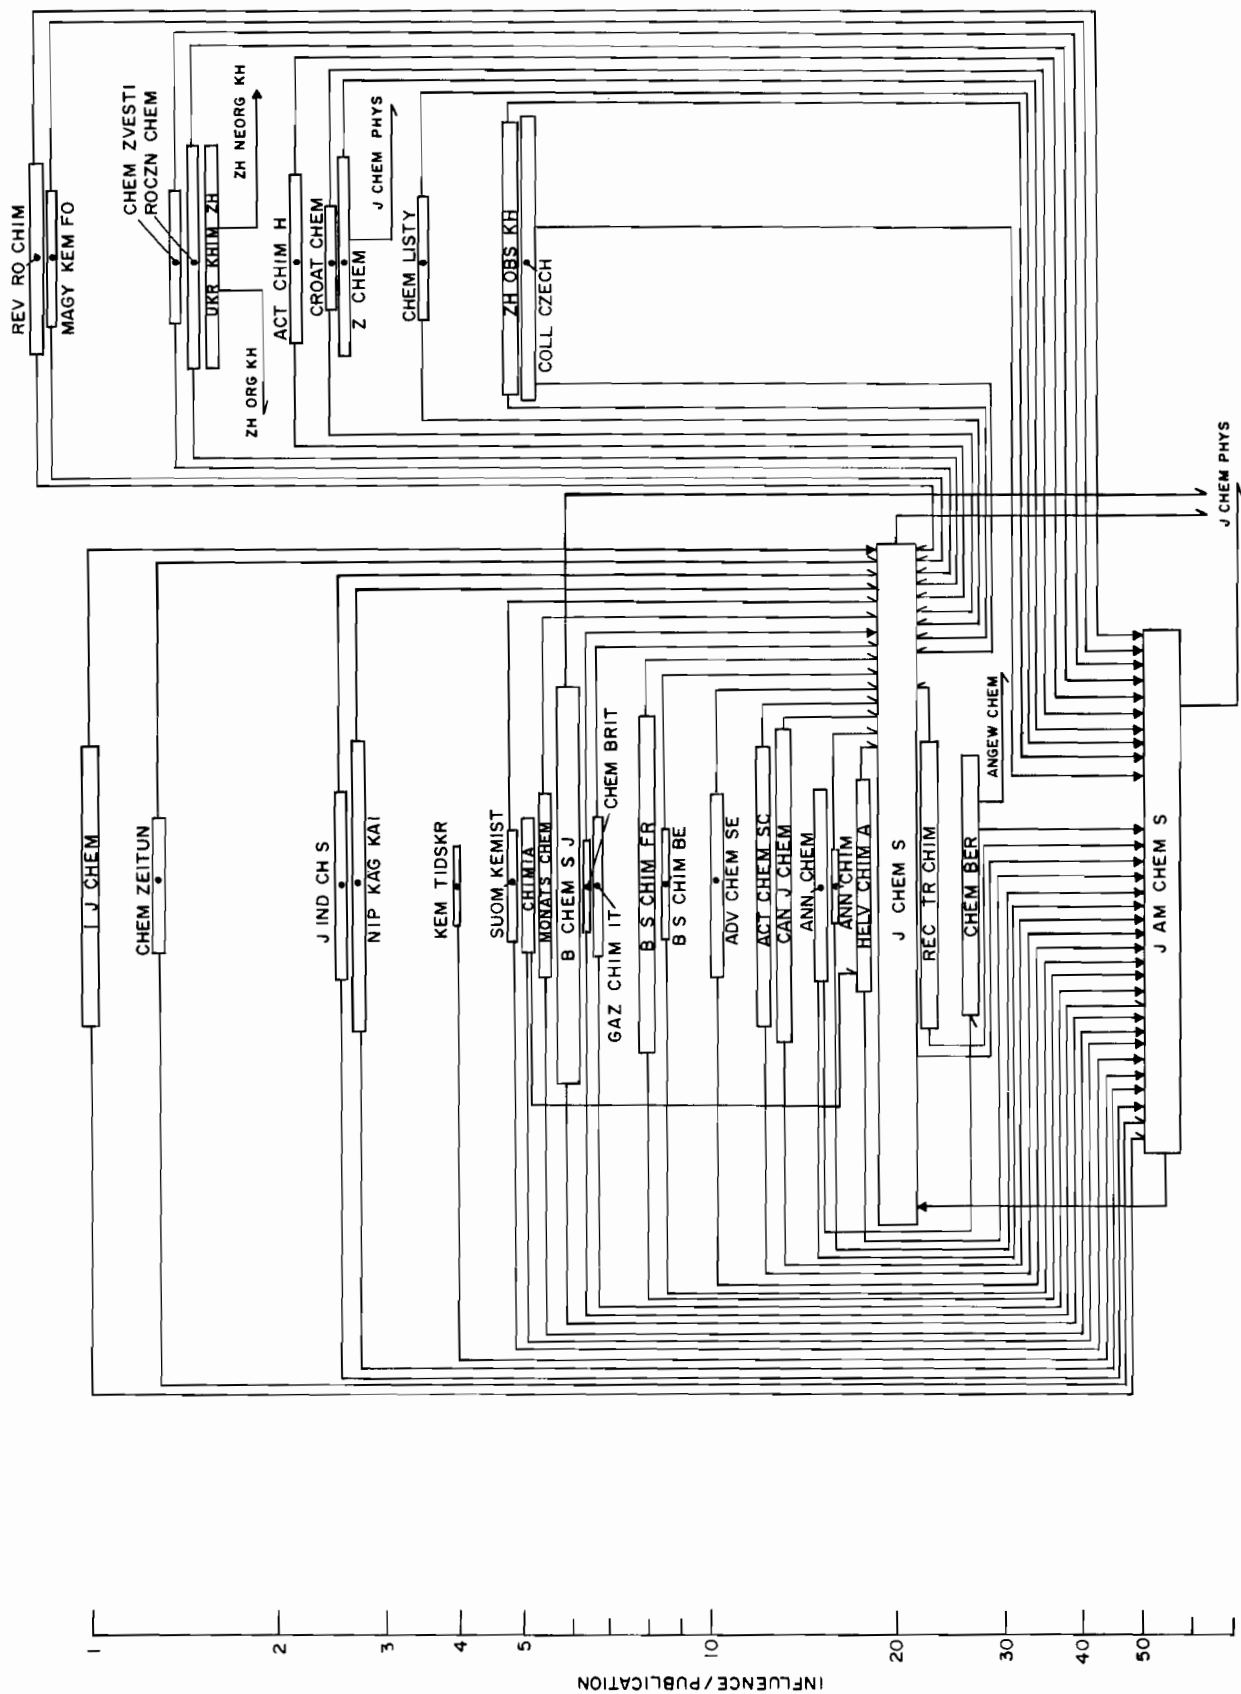 REV RO CHIM
MAGY KEM FO
CHEM ZVESTI
ROCZN CHEM
UKR KHIM ZH
ZH NEORG KH
ZH ORG KH
ACT CHIM H
CROAT CHEM
Z CHEM
J CHEM PHYS
CHEM LISTY
ZH OBS KH
COLL CZECH
I J CHEM
CHEM ZEITUN
J IND CH S
NIP KAG KAI
KEM TIDSKR
SUOM KEMIST
CHIMIA
MONATS CHEM
B CHEM S J
CHEM BRIT
GAZ CHIM IT
B S CHIM FR
B S CHIM BE
ADV CHEM SE
ACT CHEM SC
CAN J CHEM
ANN CHEM
ANN CHIM
HELV CHIM A
J CHEM S
REC TR CHIM
CHEM BER
ANGEW CHEM
J AM CHEM S
J CHEM PHYS
1
2
3
4
5
10
20
30
40
50
INFLUENCE/PUBLICATION